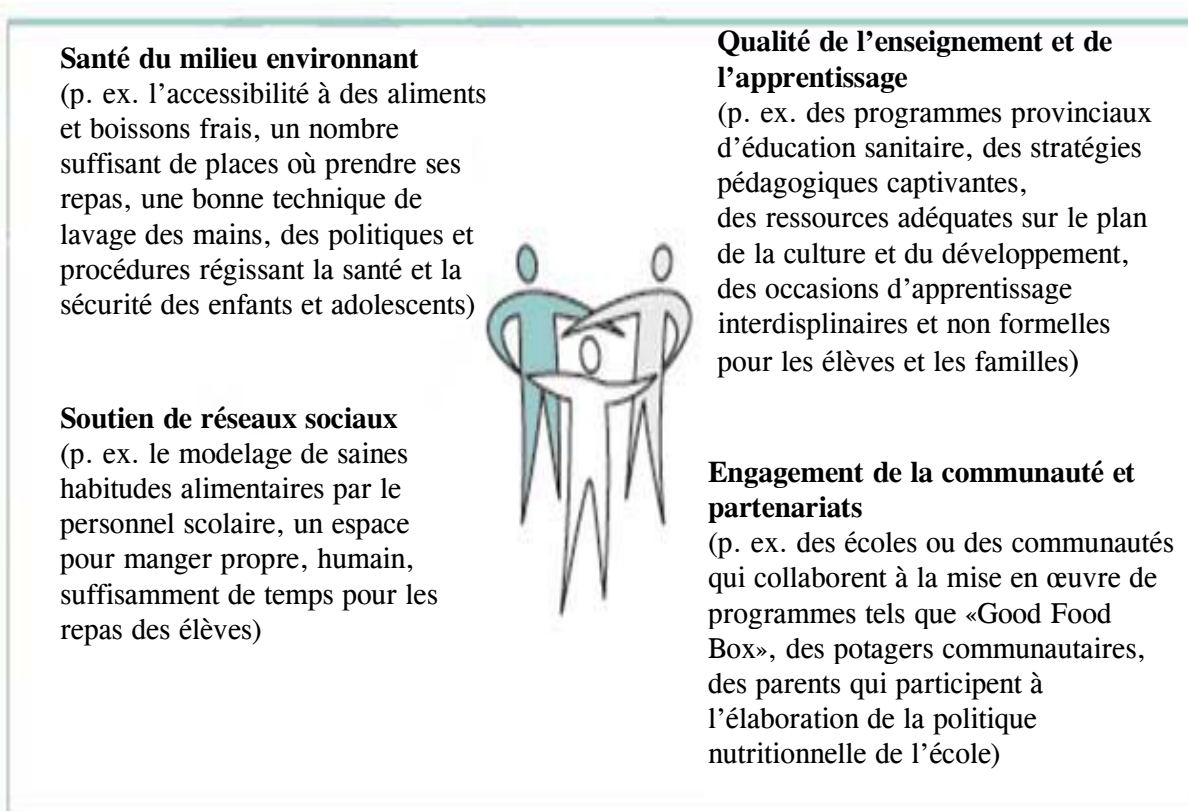 Santé du milieu environnant
(p. ex. l’accessibilité à des aliments
et boissons frais, un nombre
suffisant de places où prendre ses
repas, une bonne technique de
lavage des mains, des politiques et
procédures régissant la santé et la
sécurité des enfants et adolescents)
Soutien de réseaux sociaux
(p. ex. le modelage de saines
habitudes alimentaires par le
personnel scolaire, un espace
pour manger propre, humain,
suffisamment de temps pour les
repas des élèves)
Qualité de l’enseignement et de
l’apprentissage
(p. ex. des programmes provinciaux
d’éducation sanitaire, des stratégies
pédagogiques captivantes,
des ressources adéquates sur le plan
de la culture et du développement,
des occasions d’apprentissage
interdisplinaires et non formelles
pour les élèves et les familles)
Engagement de la communauté et
partenariats
(p. ex. des écoles ou des communautés
qui collaborent à la mise en œuvre de
programmes tels que «Good Food
Box», des potagers communautaires,
des parents qui participent à
l’élaboration de la politique
nutritionnelle de l’école)